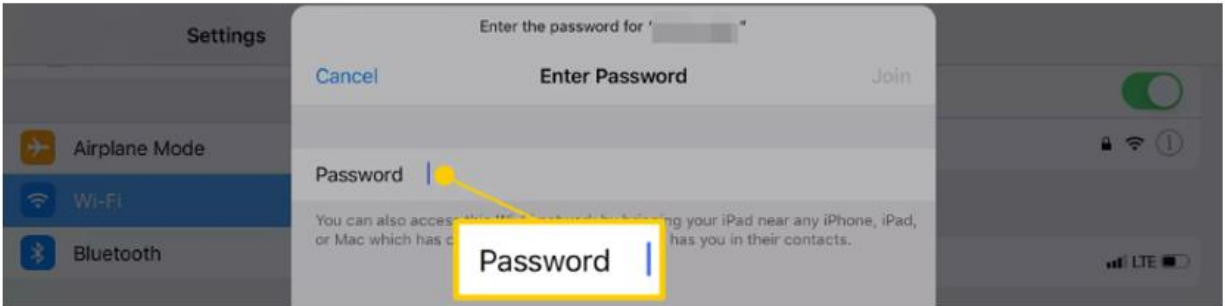 Settings
Airplane Mode
Wi-Fi
Bluetooth
Enter the password for " "
Cancel
Enter Password
Join
Password
You can also access your iPad near any iPhone, iPad,
or Mac which has has you in their contacts.
Password
LTE